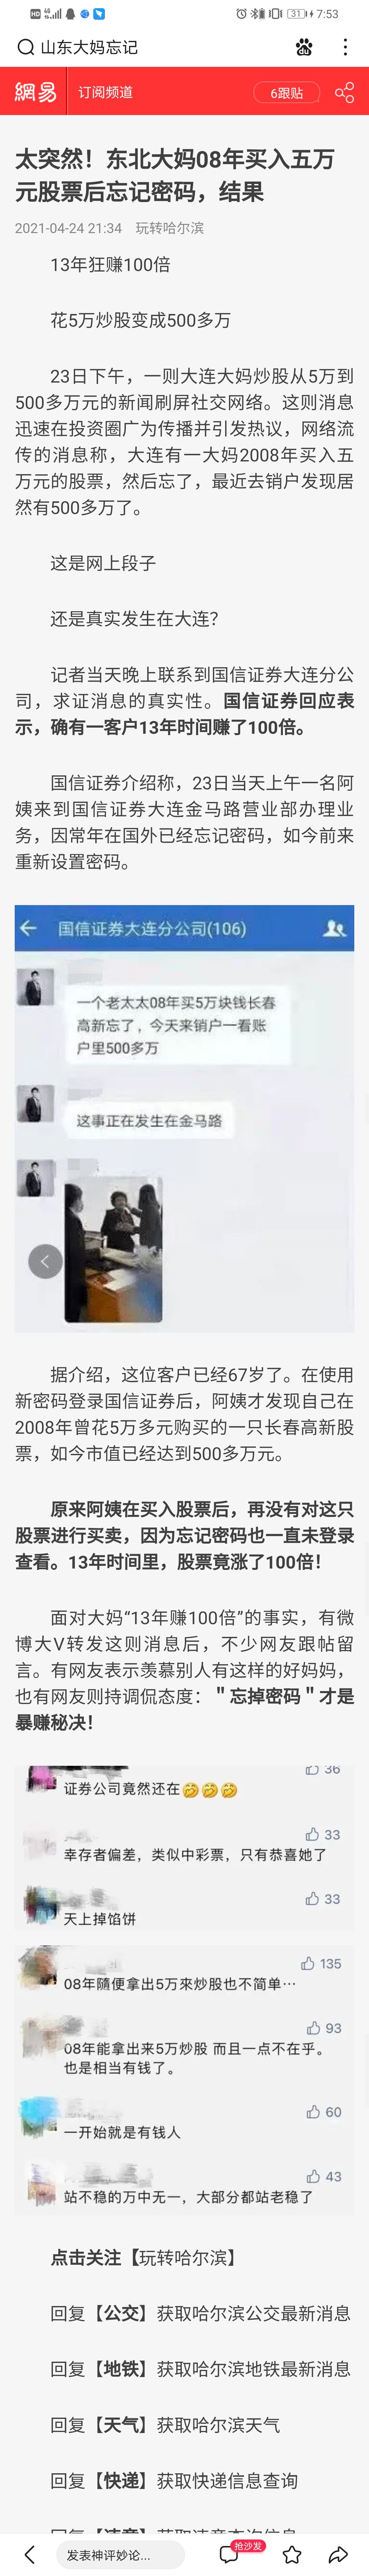 HD 46 31 7:53
山东大妈忘记
網易 订阅频道 6跟贴
太突然！东北大妈08年买入五万
元股票后忘记密码，结果
2021-04-24 21:34 玩转哈尔滨
13年狂赚100倍
花5万炒股变成500多万
23日下午，一则大连大妈炒股从5万到
500多万元的新闻刷屏社交网络。这则消息
迅速在投资圈广为传播并引发热议，网络流
传的消息称，大连有一大妈2008年买入五
万元的股票，然后忘了，最近去销户发现居
然有500多万了。
这是网上段子
还是真实发生在大连？
记者当天晚上联系到国信证券大连分公
司，求证消息的真实性。国信证券回应表
示，确有一客户13年时间赚了100倍。
国信证券介绍称，23日当天上午一名阿
姨来到国信证券大连金马路营业部办理业
务，因常年在国外已经忘记密码，如今前来
重新设置密码。
国信证券大连分公司(106)
一个老太太08年买5万块钱长春
高新忘了，今天来销户一看账
户里500多万
这事正在发生在金马路
据介绍，这位客户已经67岁了。在使用
新密码登录国信证券后，阿姨才发现自己在
2008年曾花5万多元购买的一只长春高新股
票，如今市值已经达到500多万元。
原来阿姨在买入股票后，再没有对这只
股票进行买卖，因为忘记密码也一直未登录
查看。13年时间里，股票竟涨了100倍！
面对大妈“13年赚100倍”的事实，有微
博大V转发这则消息后，不少网友跟帖留
言。有网友表示羡慕别人有这样的好妈妈，
也有网友则持调侃态度："忘掉密码"才是
暴赚秘决！
36
证券公司竟然还在🤣🤣🤣
33
幸存者偏差，类似中彩票，只有恭喜她了
33
天上掉馅饼
135
08年随便拿出5万来炒股也不简单…
93
08年能拿出来5万炒股 而且一点不在乎。
也是相当有钱了。
60
一开始就是有钱人
43
站不稳的万中无一，大部分都站老稳了
点击关注【玩转哈尔滨】
回复【公交】获取哈尔滨公交最新消息
回复【地铁】获取哈尔滨地铁最新消息
回复【天气】获取哈尔滨天气
回复【快递】获取快递信息查询
发表神评妙论... 抢沙发